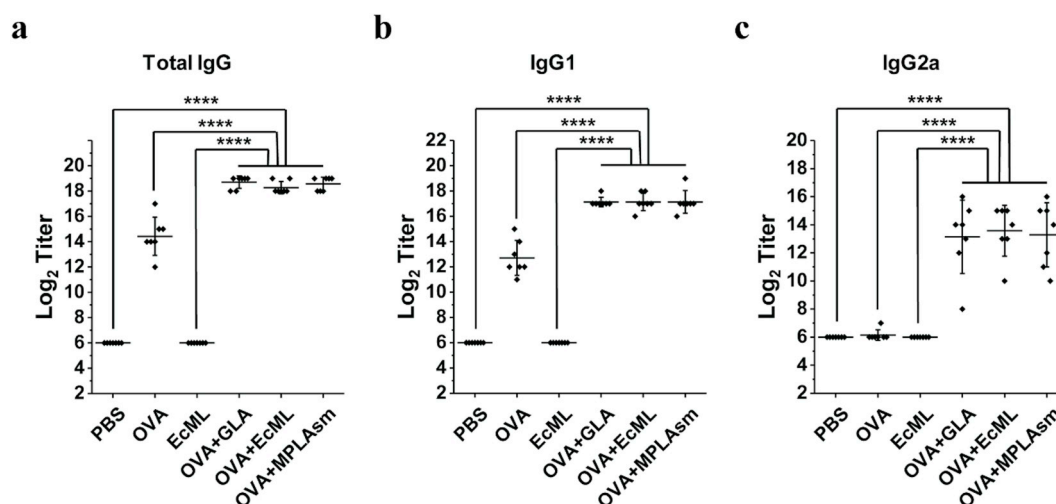 a
Total IgG
****
****
****
Log₂ Titer
20
18
16
14
12
10
8
6
4
2
PBS
OVA
EcML
OVA+GLA
OVA+EcML
OVA+MPLAsm
b
IgG1
****
****
****
Log₂ Titer
22
20
18
16
14
12
10
8
6
4
2
PBS
OVA
EcML
OVA+GLA
OVA+EcML
OVA+MPLAsm
c
IgG2a
****
****
****
Log₂ Titer
20
18
16
14
12
10
8
6
4
2
PBS
OVA
EcML
OVA+GLA
OVA+EcML
OVA+MPLAsm